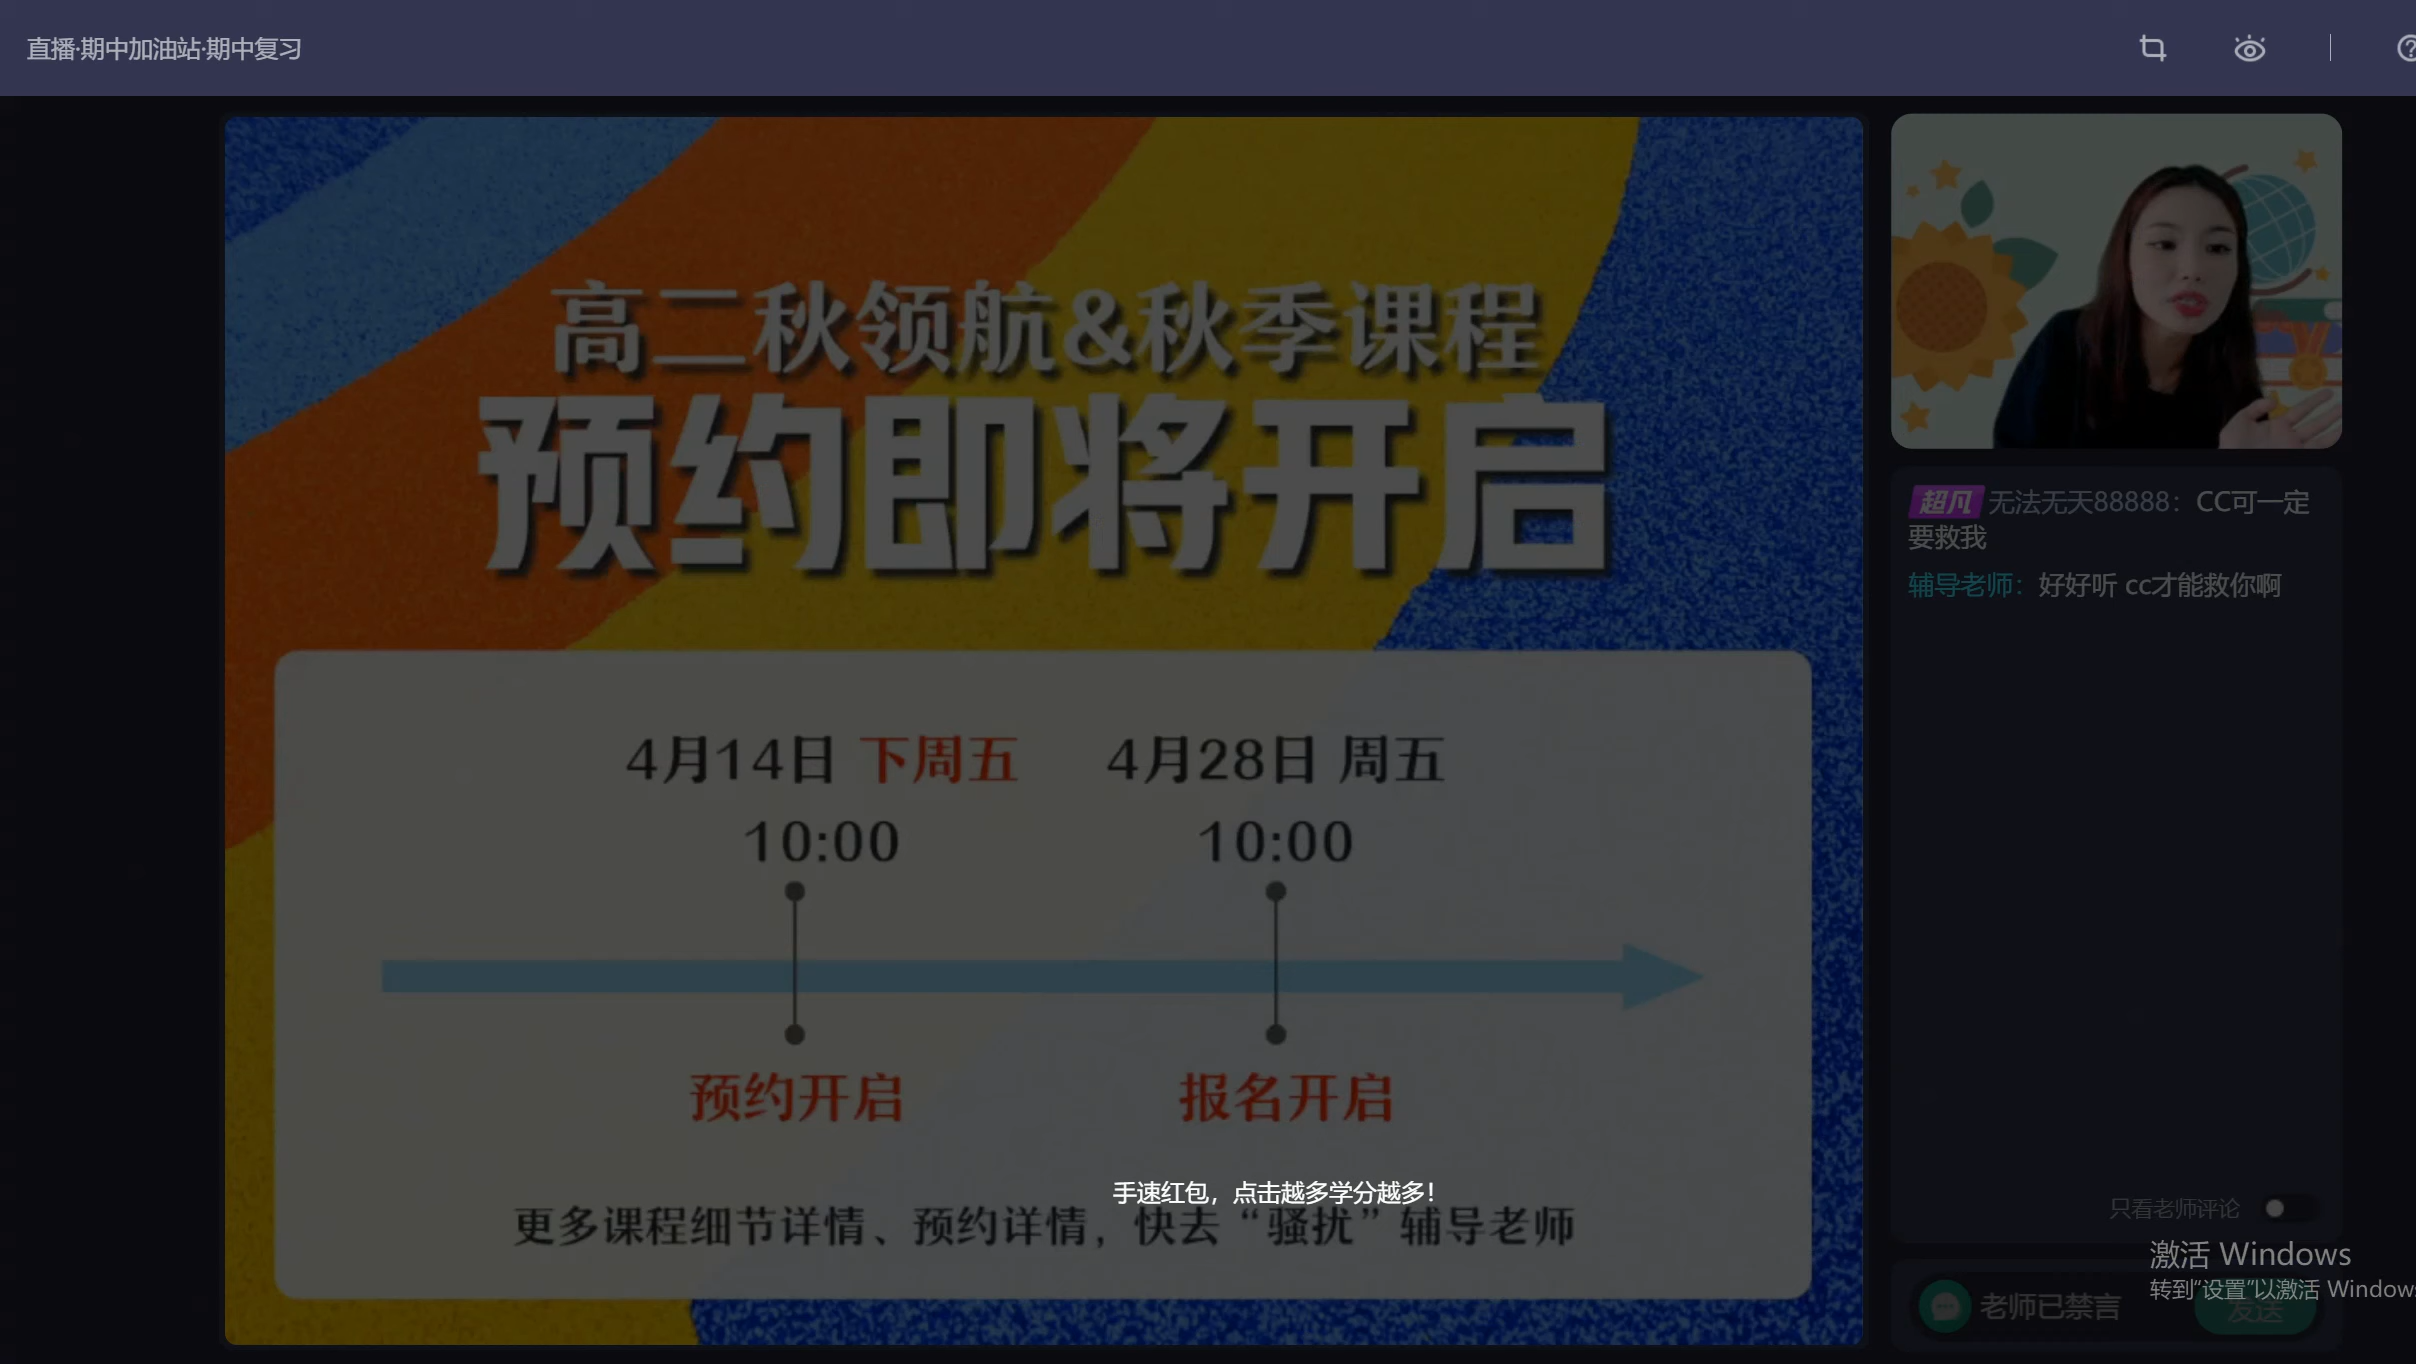 直播·期中加油站·期中复习
高二秋领航&秋季课程
预约即将开启
4月14日 下周五
10:00
4月28日 周五
10:00
预约开启
报名开启
手速红包，点击越多学分越多！
更多课程细节详情、预约详情，快去“骚扰”辅导老师
超凡 无法无天88888：CC可一定
要救我
辅导老师：好好听 cc才能救你啊
只看老师评论
激活 Windows
转到“设置”以激活 Windows
老师已禁言
发送